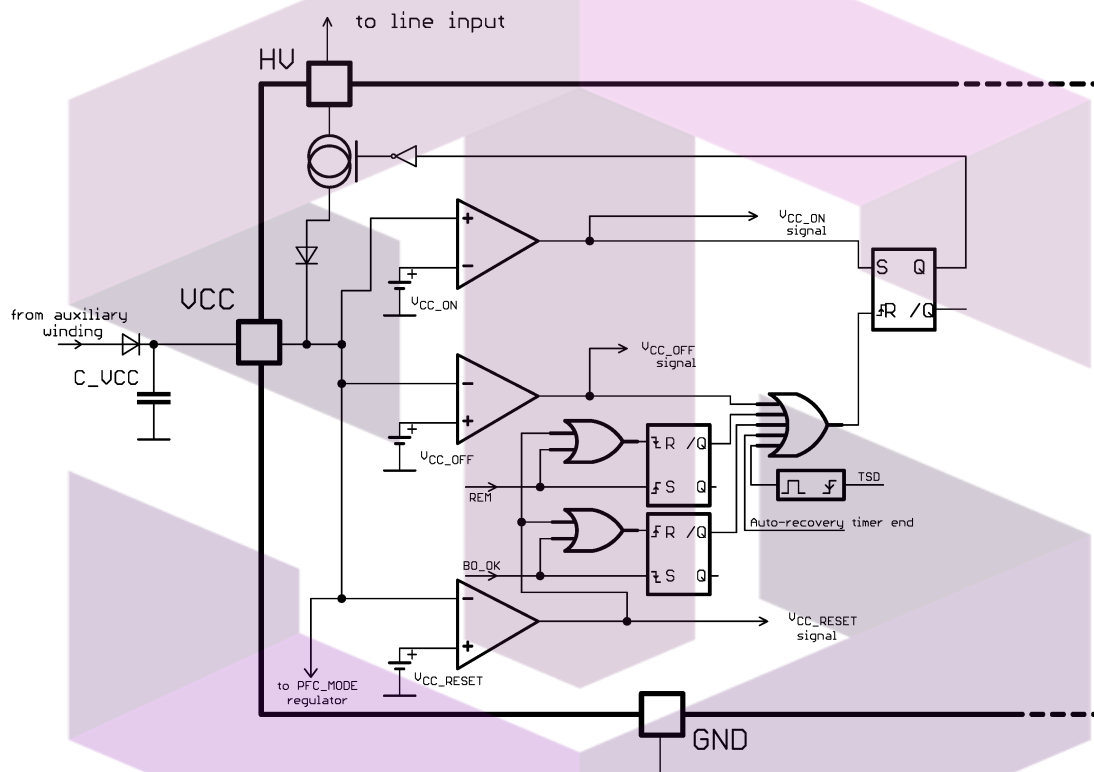 to line input
HV
+
-
VCC_ON
signal
S Q
R /Q
+
VCC_ON
VCC
from auxiliary
winding
C_VCC
VCC_OFF
signal
-
+
+
VCC_OFF
R /Q
S Q
REM
TSD
Auto-recovery timer end
R /Q
S Q
BO_OK
-
+
VCC_RESET
signal
+
VCC_RESET
to PFC_MODE
regulator
GND